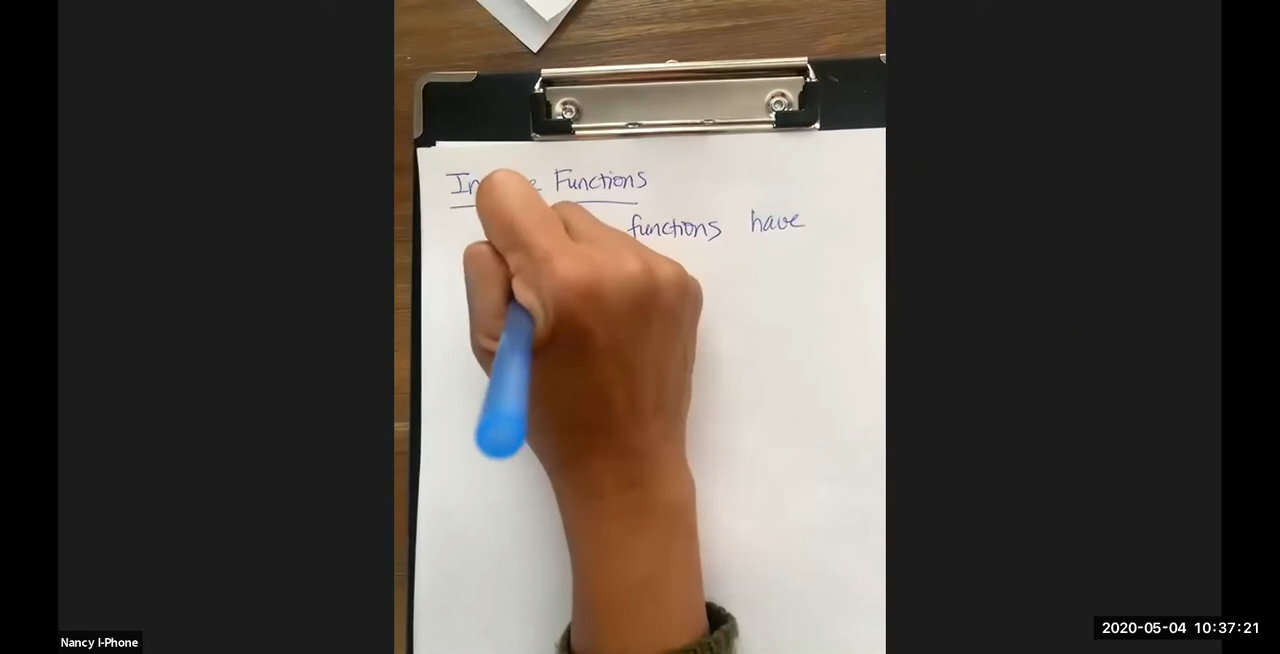 Functions
functions have
Nancy I-Phone
2020-05-04 10:37:21